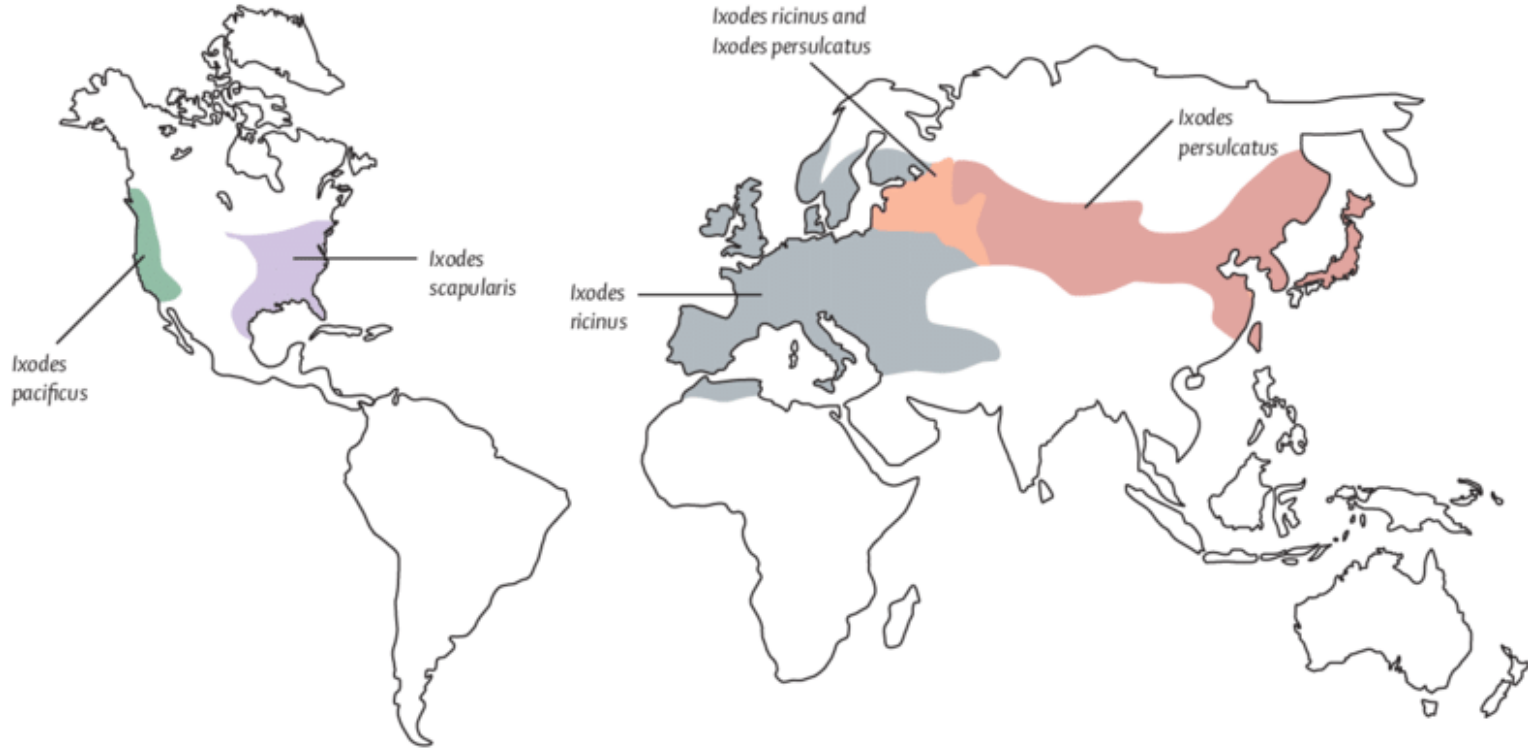 Ixodes ricinus and
Ixodes persulcatus
Ixodes
persulcatus
Ixodes
scapularis
Ixodes
ricinus
Ixodes
pacificus